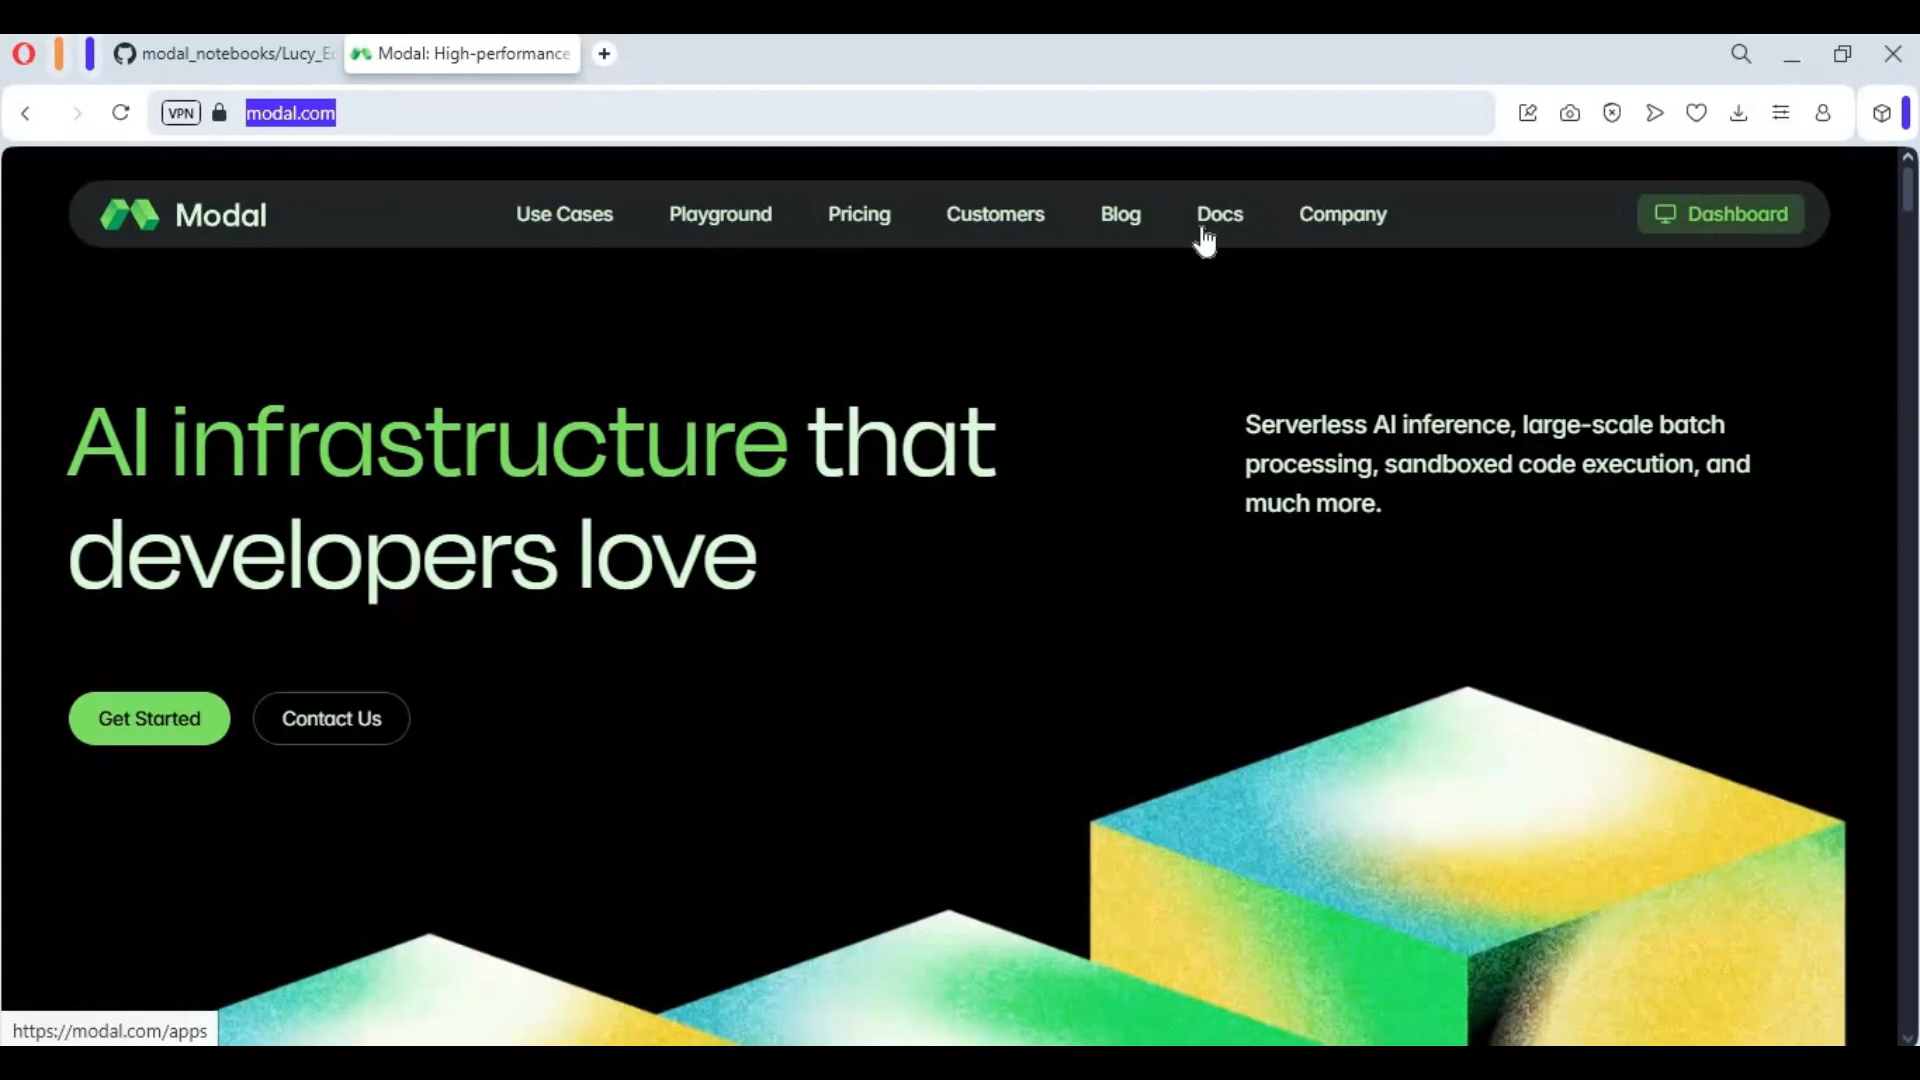 modal_notebooks/Lucy_E
Modal: High-performance
VPN
modal.com
Modal
Use Cases
Playground
Pricing
Customers
Blog
Docs
Company
Dashboard
AI infrastructure that
developers love
Serverless AI inference, large-scale batch
processing, sandboxed code execution, and
much more.
Get Started
Contact Us
https://modal.com/apps